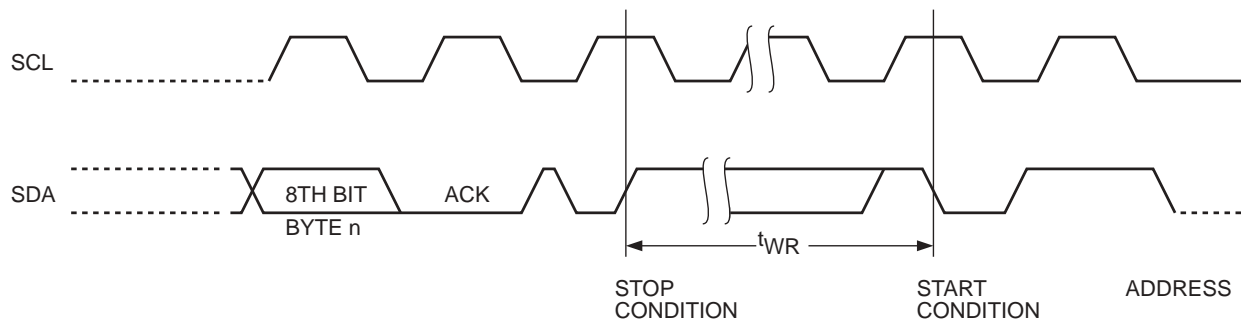 SCL
SDA
8TH BIT
ACK
BYTE n
tWR
STOP
CONDITION
START
CONDITION
ADDRESS